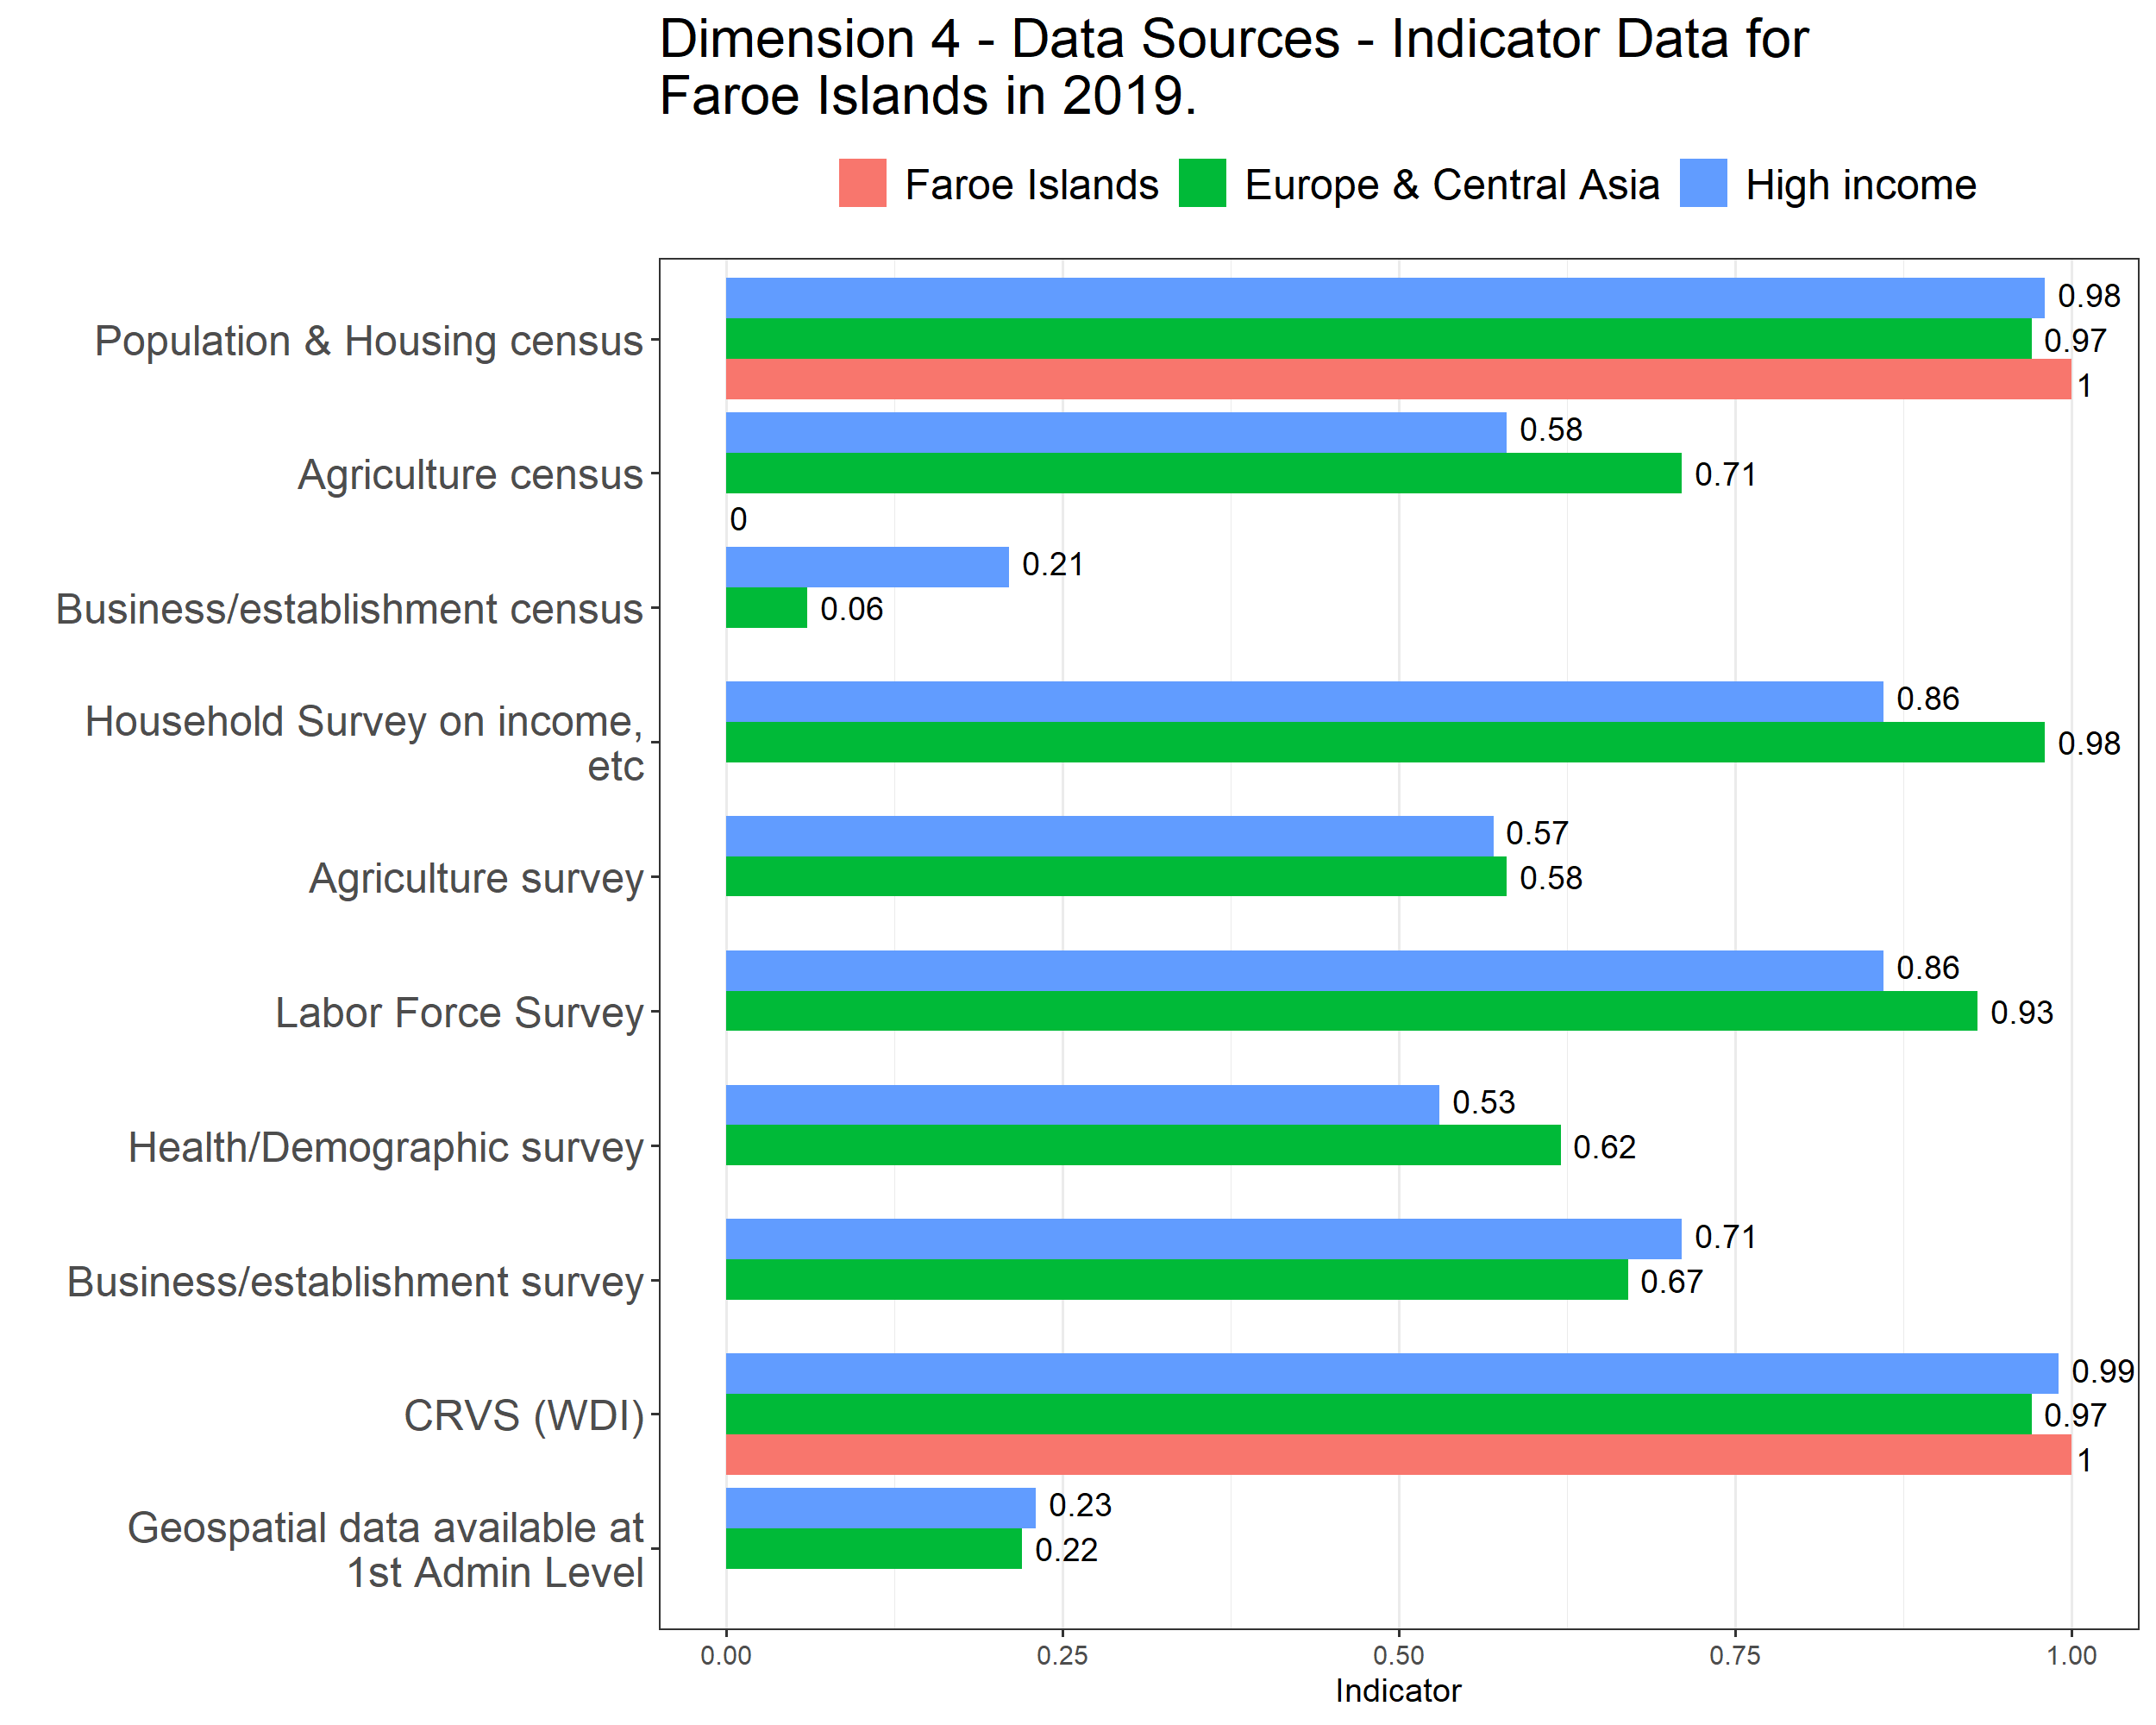 Dimension 4 - Data Sources - Indicator Data for
Faroe Islands in 2019.
Faroe Islands Europe & Central Asia High income
Population & Housing census
0.98
0.97
1
Agriculture census
0.58
0.71
0
Business/establishment census
0.21
0.06
Household Survey on income,
etc
0.86
0.98
Agriculture survey
0.57
0.58
Labor Force Survey
0.86
0.93
Health/Demographic survey
0.53
0.62
Business/establishment survey
0.71
0.67
CRVS (WDI)
0.99
0.97
1
Geospatial data available at
1st Admin Level
0.23
0.22
0.00 0.25 0.50 0.75 1.00
Indicator